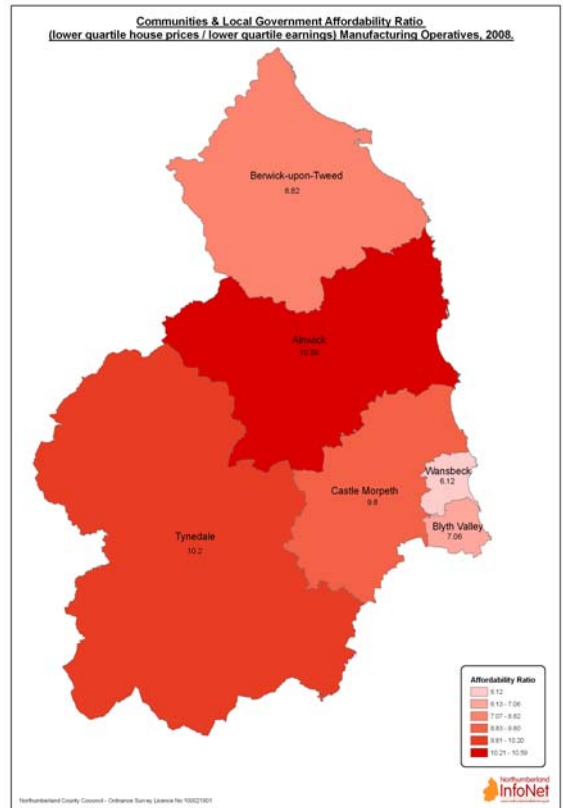 Communities & Local Government Affordability Ratio
(lower quartile house prices / lower quartile earnings) Manufacturing Operatives, 2008.
Berwick-upon-Tweed
8.82
Alnwick
10.59
Wansbeck
6.12
Castle Morpeth
9.8
Blyth Valley
7.06
Tynedale
10.2
Affordability Ratio
6.12
6.13 - 7.06
7.07 - 8.82
8.83 - 9.80
9.81 - 10.20
10.21 - 10.59
Northumberland County Council - Ordnance Survey Licence No
Northumberland
InfoNet